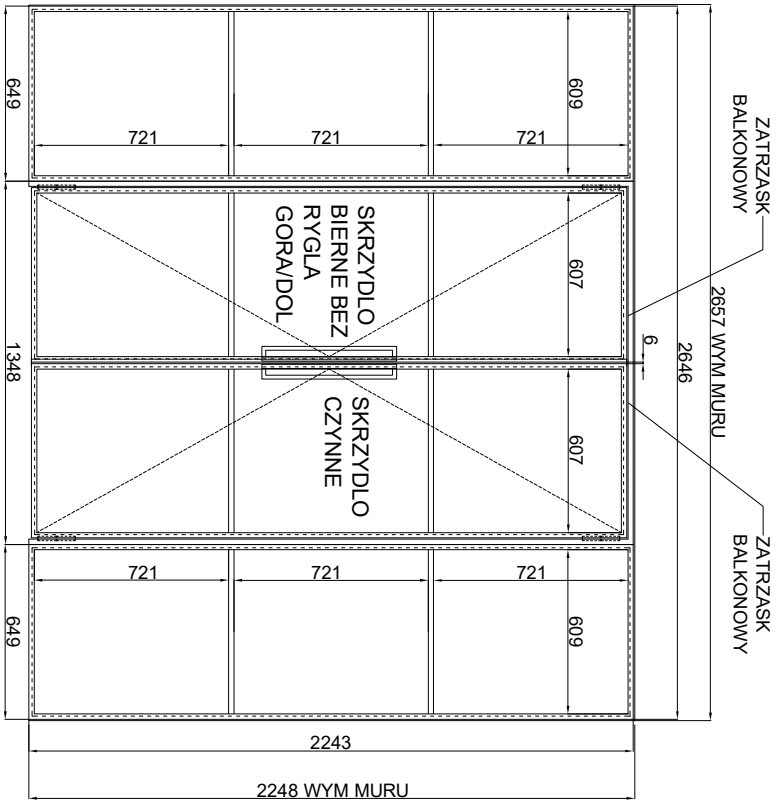 ZATRZASK
BALKONOWY
ZATRZASK
BALKONOWY
2657 WYM MURU
2646
6
609
607
607
609
721
721
721
721
721
721
SKRZYDLO
BIERNE BEZ
RYGLA
GORA/DOL
SKRZYDLO
CZYNNE
2243
2248 WYM MURU
649
1348
649